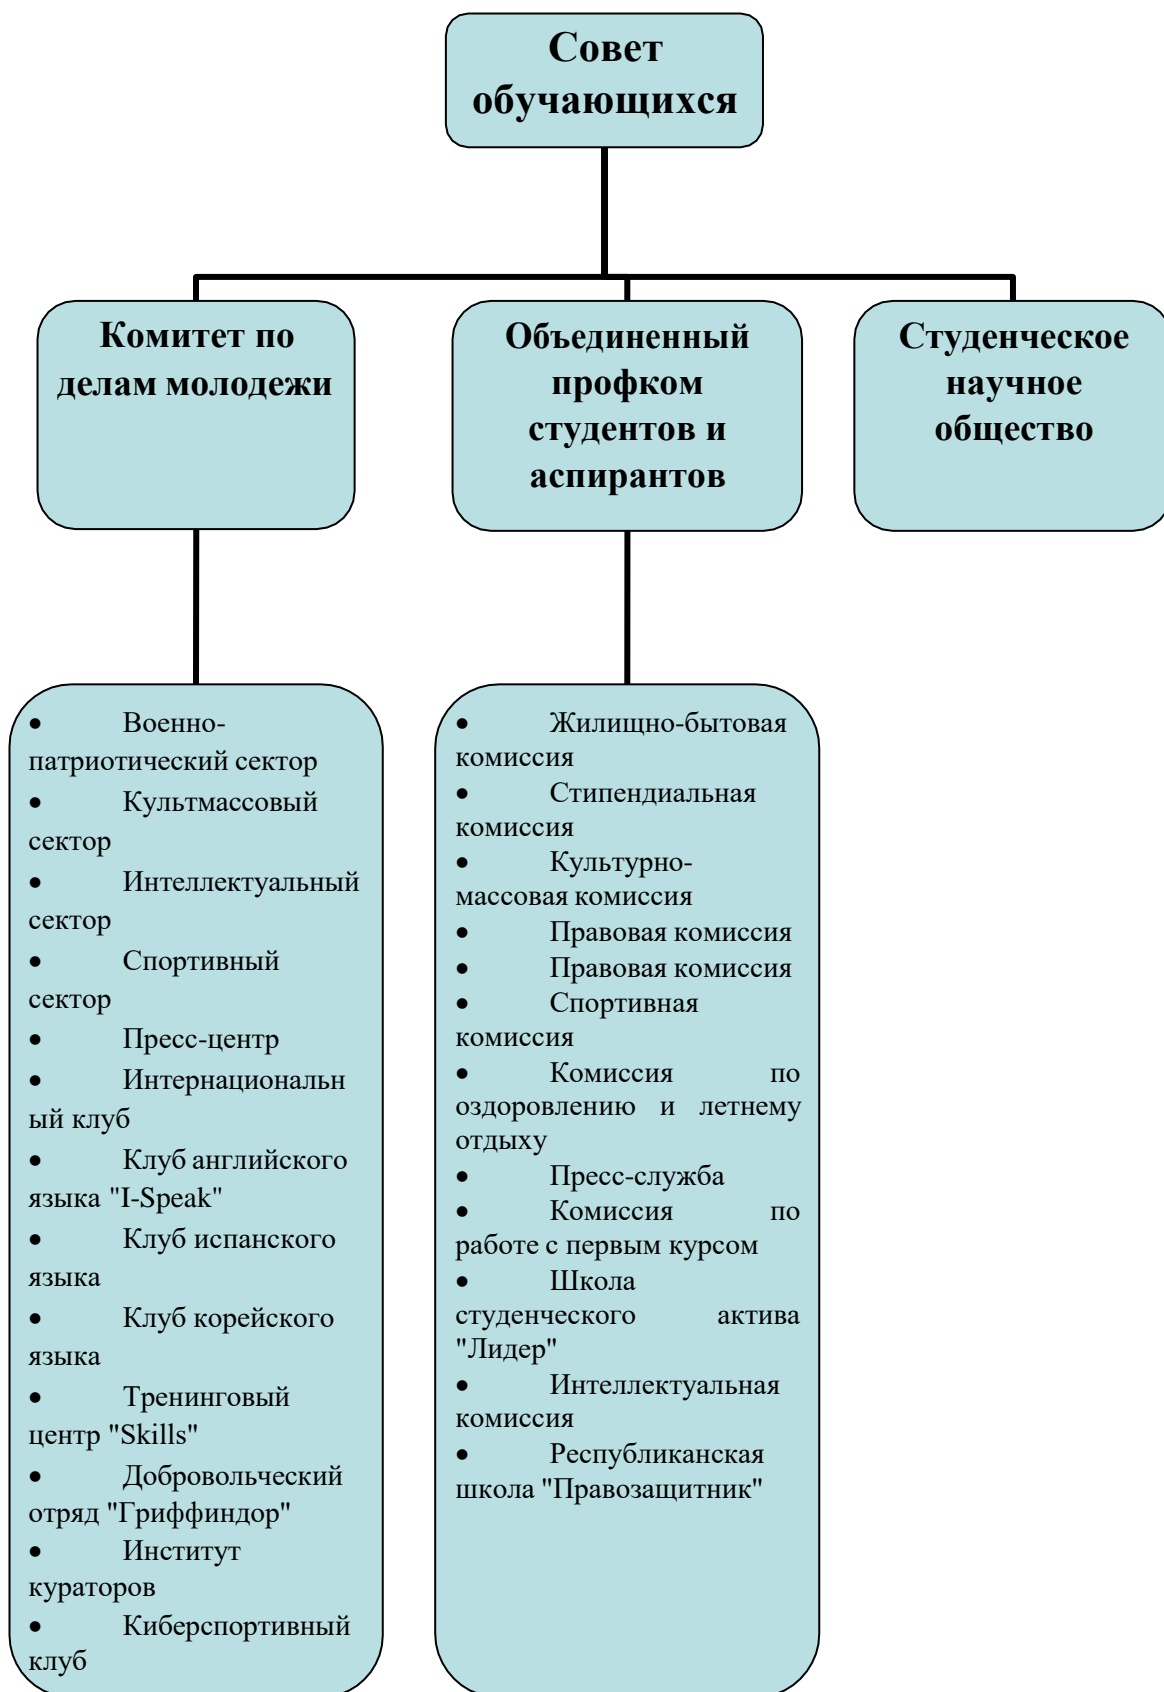 Совет
обучающихся
Комитет по
делам молодежи
Объединенный
профком
студентов и
аспирантов
Студенческое
научное
общество
• Военно-
патриотический сектор
• Культмассовый
сектор
• Интеллектуальный
сектор
• Спортивный
сектор
• Пресс-центр
• Интернациональн
ый клуб
• Клуб английского
языка "I-Speak"
• Клуб испанского
языка
• Клуб корейского
языка
• Тренинговый
центр "Skills"
• Добровольческий
отряд "Гриффиндор"
• Институт
кураторов
• Киберспортивный
клуб
• Жилищно-бытовая
комиссия
• Стипендиальная
комиссия
• Культурно-
массовая комиссия
• Правовая комиссия
• Правовая комиссия
• Спортивная
комиссия
• Комиссия по
оздоровлению и летнему
отдыху
• Пресс-служба
• Комиссия по
работе с первым курсом
• Школа
студенческого актива
"Лидер"
• Интеллектуальная
комиссия
• Республиканская
школа "Правозащитник"